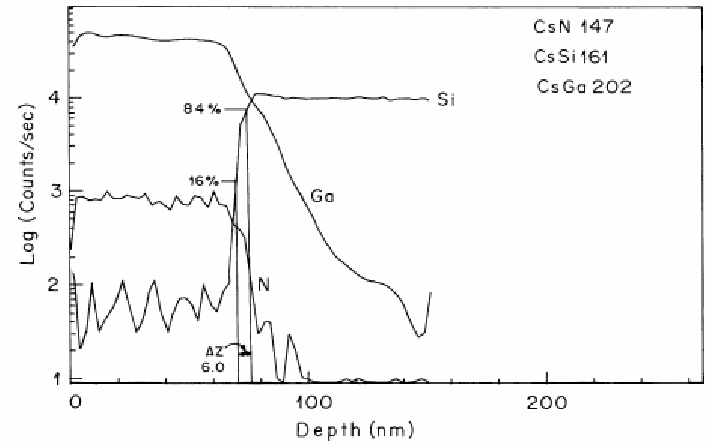 CsN 147
CsSi 161
CsGa 202
4
84%
Si
16%
3
Ga
Log (Counts/sec)
N
2
ΔZ
6.0
1
0
100
200
Depth (nm)